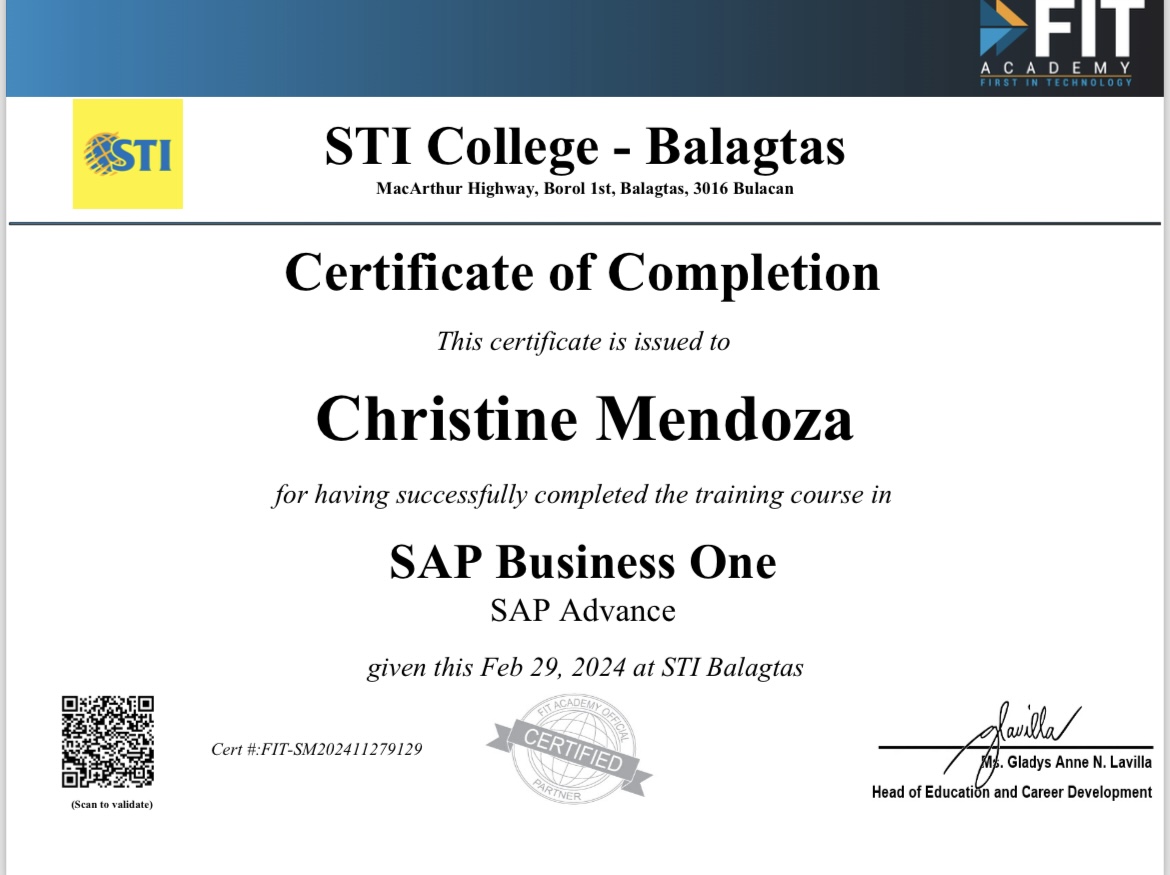 FIT
ACADEMY
FIRST IN TECHNOLOGY
STI
STI College - Balagtas
MacArthur Highway, Borol 1st, Balagtas, 3016 Bulacan
Certificate of Completion
This certificate is issued to
Christine Mendoza
for having successfully completed the training course in
SAP Business One
SAP Advance
given this Feb 29, 2024 at STI Balagtas
(Scan to validate)
Cert #:FIT-SM202411279129
FIT ACADEMY OFFICIAL
CERTIFIED
PARTNER
glavilla
Ms. Gladys Anne N. Lavilla
Head of Education and Career Development